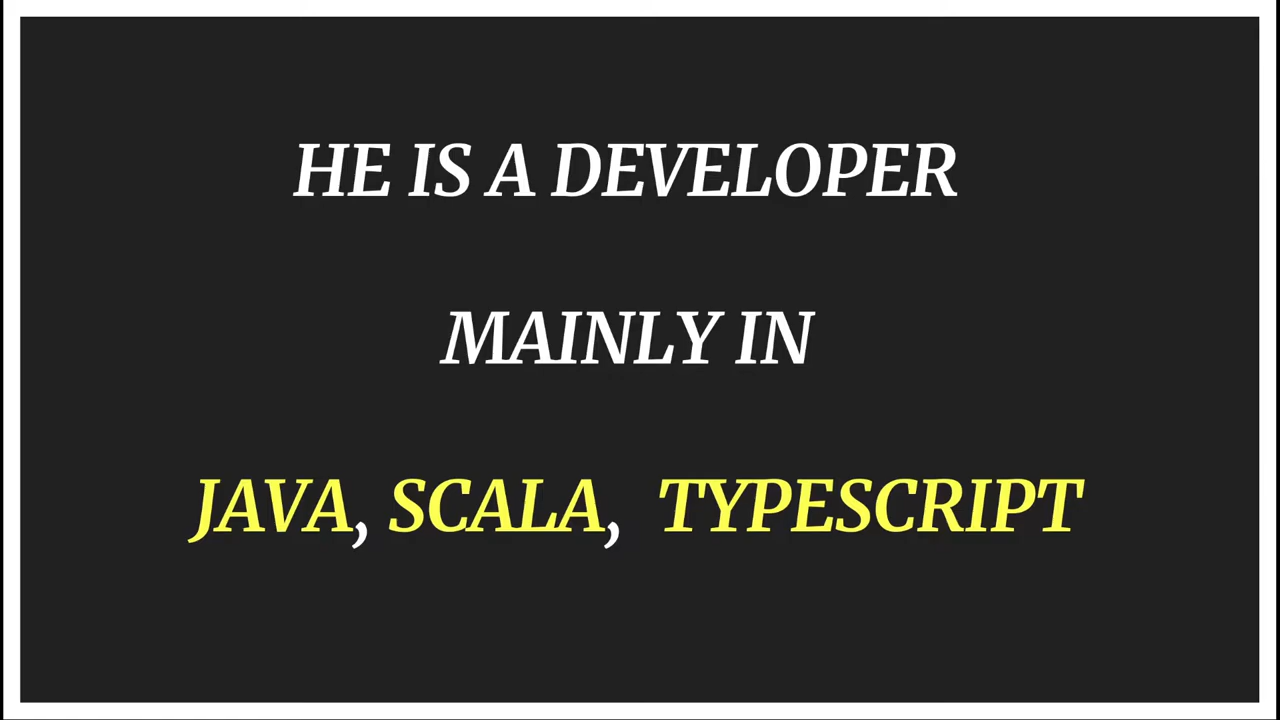 HE IS A DEVELOPER
MAINLY IN
JAVA, SCALA, TYPESCRIPT